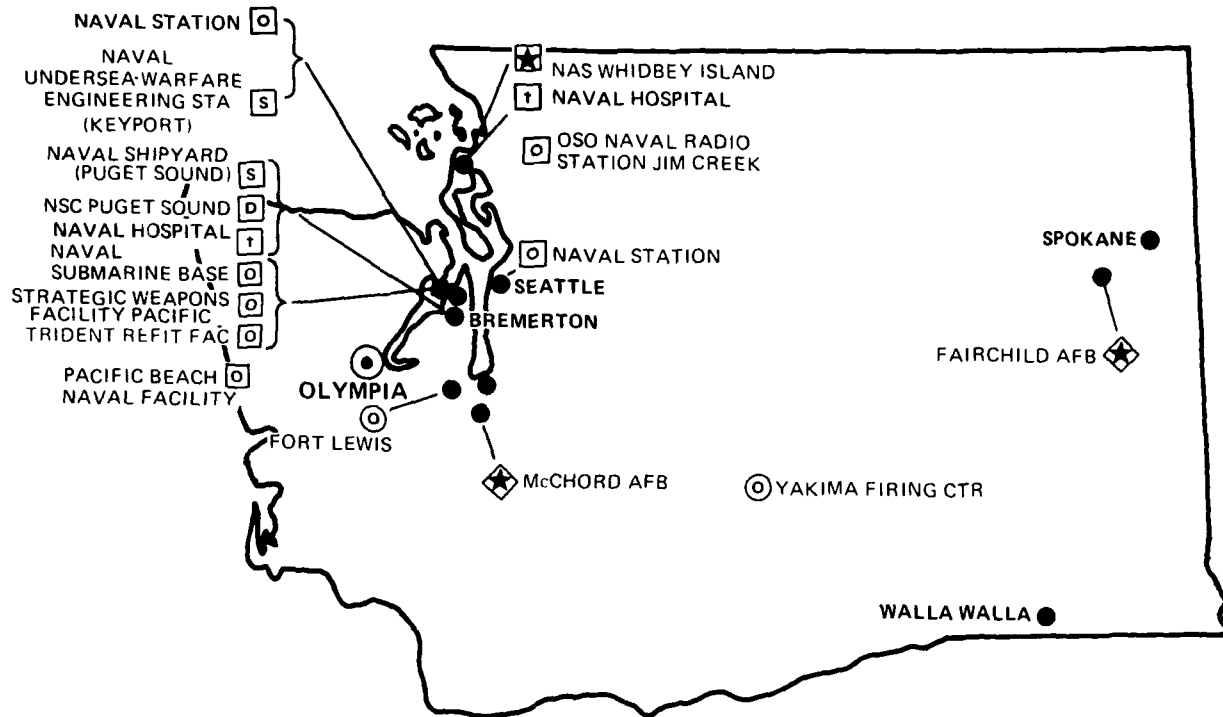 NAVAL STATION O
NAVAL
UNDERSEA-WARFARE
ENGINEERING STA S
(KEYPORT)
NAVAL SHIPYARD
(PUGET SOUND) S
NSC PUGET SOUND D
NAVAL HOSPITAL †
NAVAL
SUBMARINE BASE O
STRATEGIC WEAPONS O
FACILITY PACIFIC
TRIDENT REFIT FAC O
PACIFIC BEACH O
NAVAL FACILITY
NAS WHIDBEY ISLAND
† NAVAL HOSPITAL
O OSO NAVAL RADIO
STATION JIM CREEK
O NAVAL STATION
SEATTLE
BREMERTON
OLYMPIA
O
FORT LEWIS
McCHORD AFB
O YAKIMA FIRING CTR
SPOKANE
FAIRCHILD AFB
WALLA WALLA